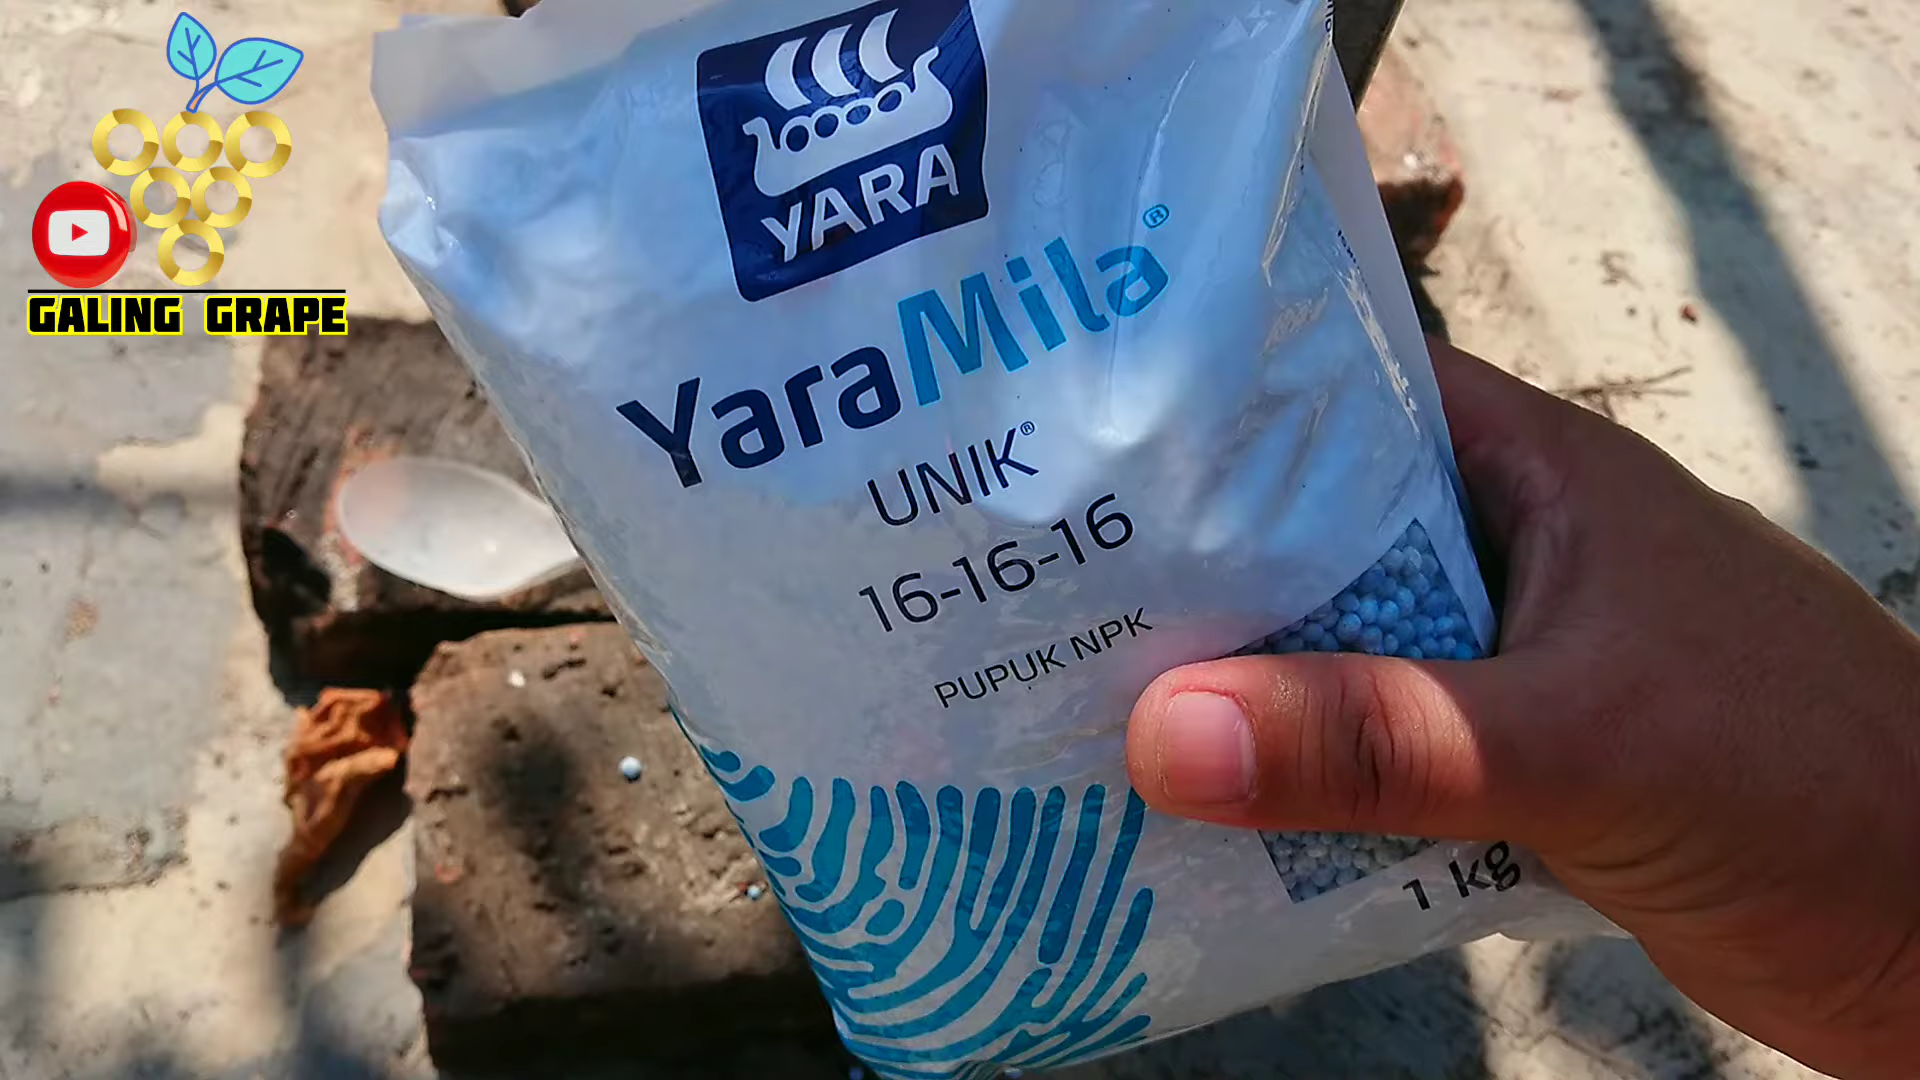 GALING GRAPE
YARA
YaraMila®
UNIK®
16-16-16
PUPUK NPK
1 kg